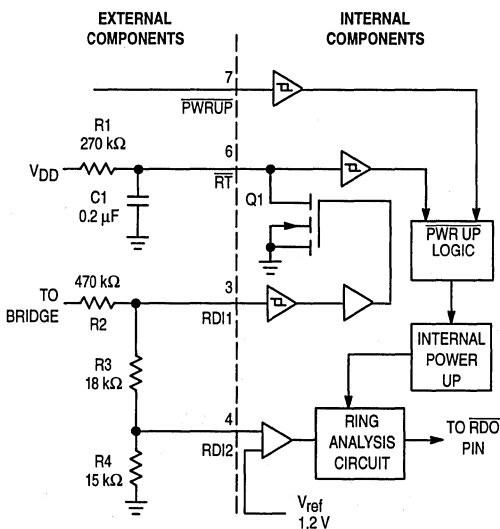 EXTERNAL
COMPONENTS
INTERNAL
COMPONENTS
7
PWRUP
R1
270 kΩ
VDD
6
RT
C1
0.2 µF
Q1
PWR UP
LOGIC
470 kΩ
TO
BRIDGE
R2
3
RDI1
INTERNAL
POWER
UP
R3
18 kΩ
4
RDI2
RING
ANALYSIS
CIRCUIT
TO RDO
PIN
R4
15 kΩ
Vref
1.2 V